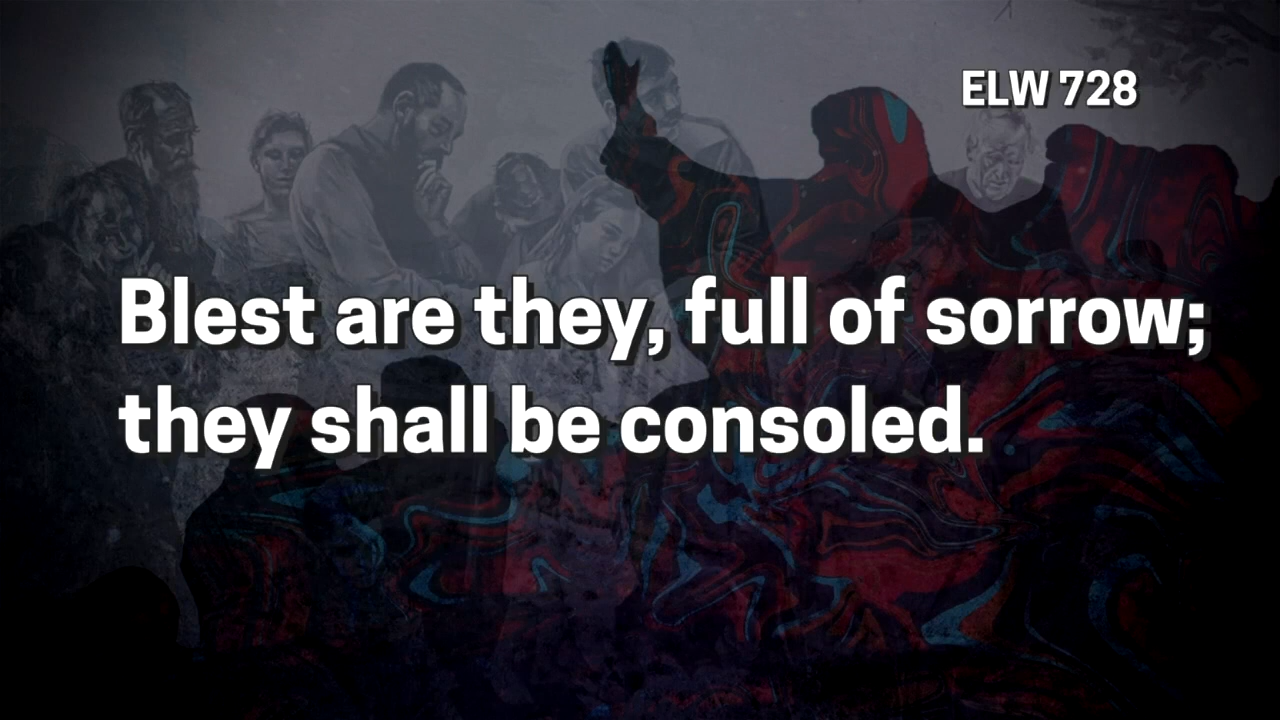 ELW 728
Blest are they, full of sorrow;
they shall be consoled.